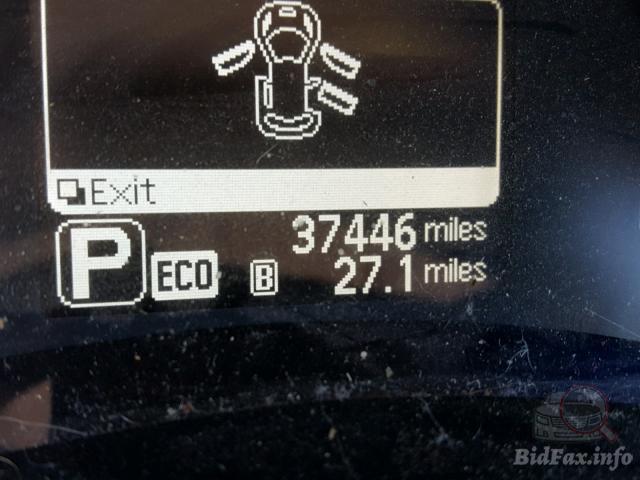 Exit
37446 miles
P ECO B 27.1 miles
BidFax.info